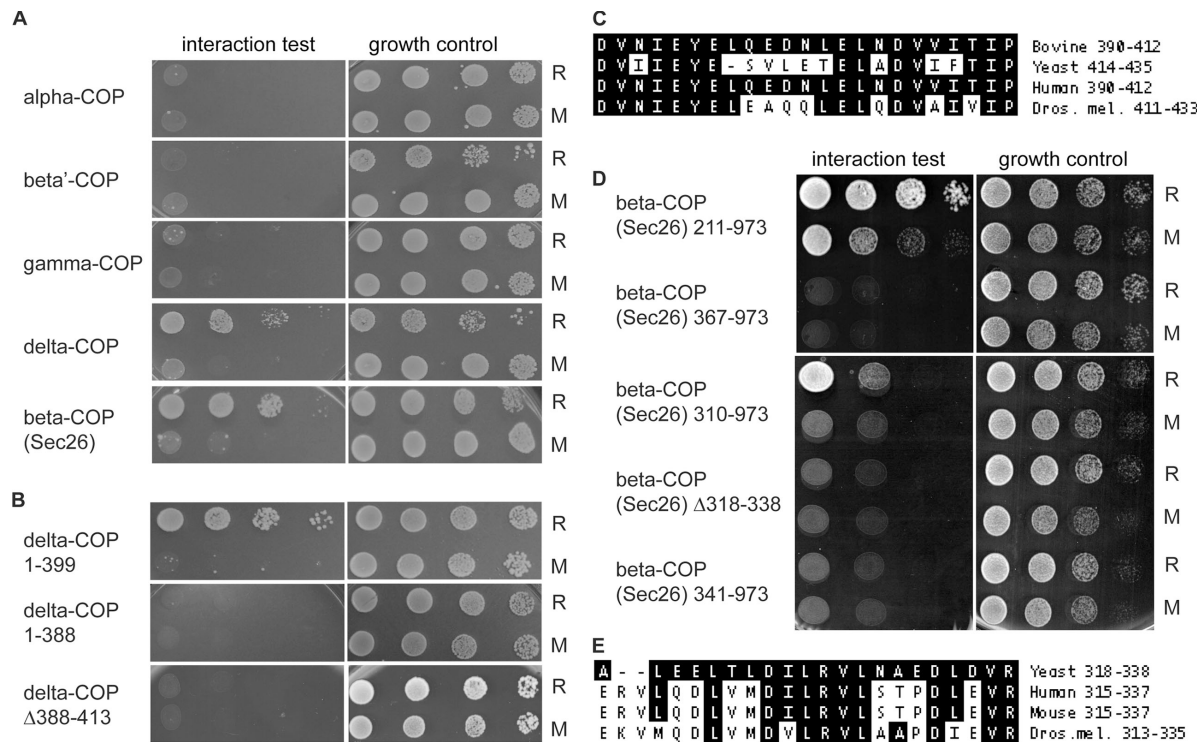 A
interaction test growth control
alpha-COP R
M
beta'-COP R
M
gamma-COP R
M
delta-COP R
M
beta-COP R
(Sec26) M
B
delta-COP R
1-399 M
delta-COP R
1-388 M
delta-COP R
Δ388-413 M
C
D V N I E Y E L Q E D N L E L N D V V I T I P Bovine 390-412
D V I I E Y E - S V L E T E L A D V I F T I P Yeast 414-435
D V N I E Y E L Q E D N L E L N D V V I T I P Human 390-412
D V N I E Y E L E A Q Q L E L Q D V A I V I P Dros. mel. 411-433
D
interaction test growth control
beta-COP R
(Sec26) 211-973 M
beta-COP R
(Sec26) 367-973 M
beta-COP R
(Sec26) 310-973 M
beta-COP R
(Sec26) Δ318-338 M
beta-COP R
(Sec26) 341-973 M
E
A - - L E E L T L D I L R V L N A E D L D V R Yeast 318-338
E R V L Q D L V M D I L R V L S T P D L E V R Human 315-337
E R V L Q D L V M D I L R V L S T P D L E V R Mouse 315-337
E K V M Q D L V M D V L R V L A A P D I E V R Dros.mel. 313-335